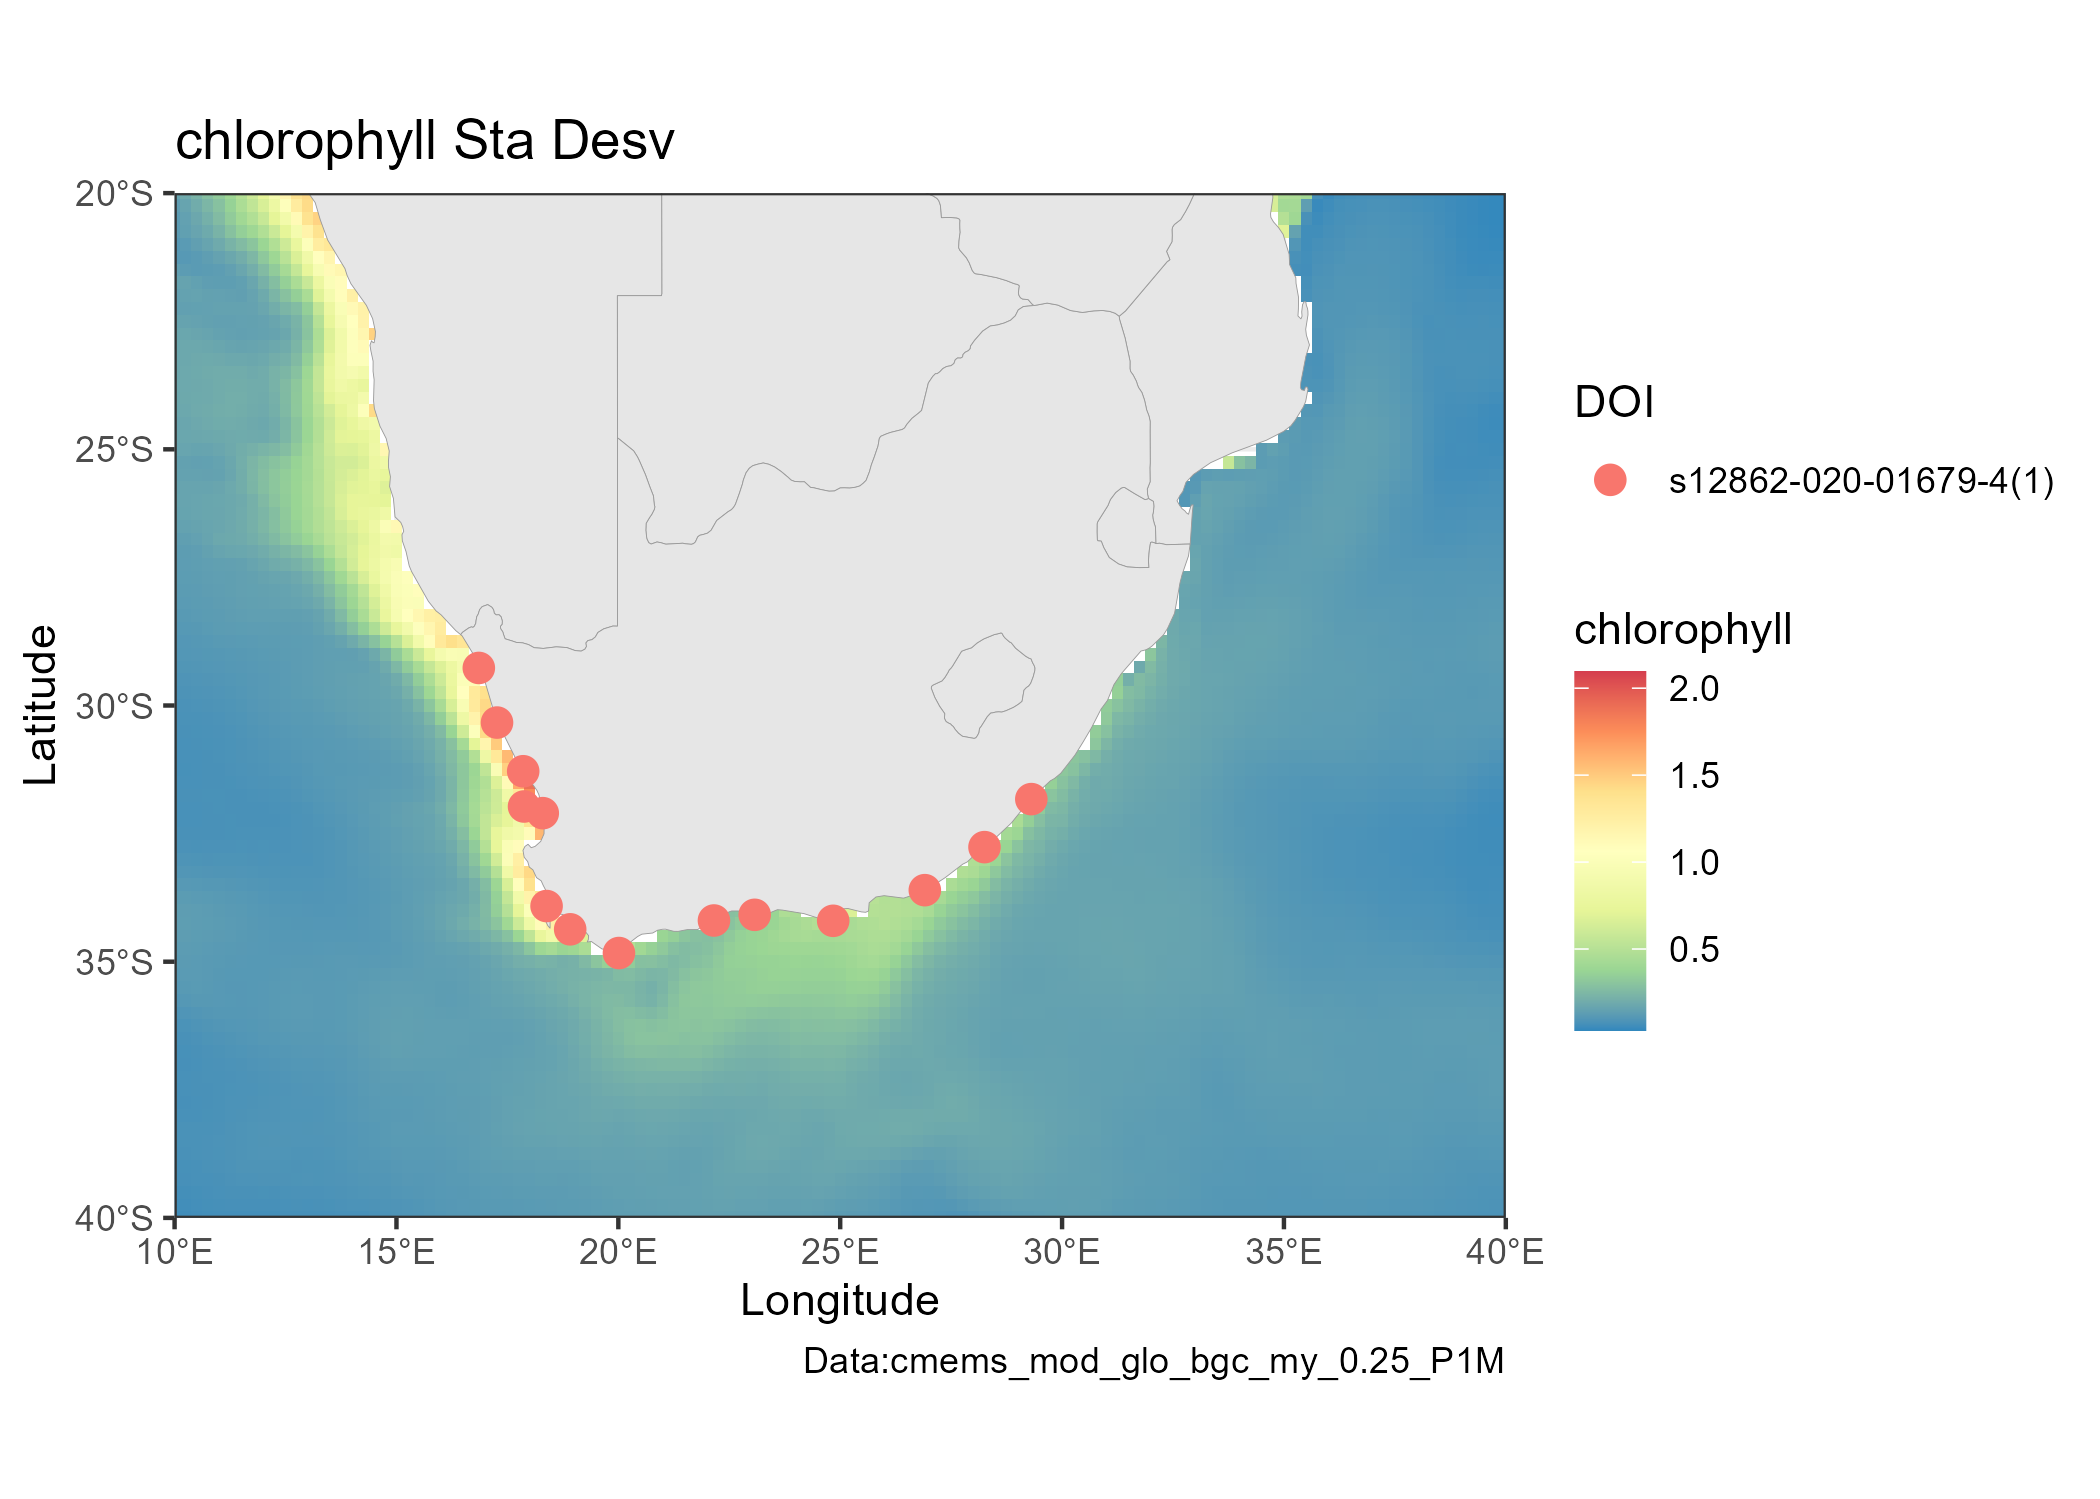 chlorophyll Sta Desv
20°S
25°S
30°S
35°S
40°S
Latitude
10°E 15°E 20°E 25°E 30°E 35°E 40°E
Longitude
Data:cmems_mod_glo_bgc_my_0.25_P1M
DOI
s12862-020-01679-4(1)
chlorophyll
2.0
1.5
1.0
0.5